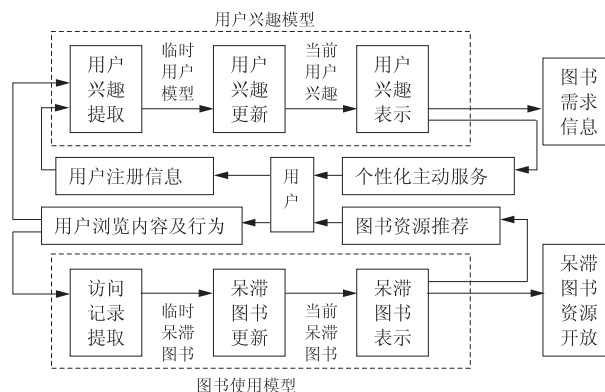 用户兴趣模型
用户
兴趣
提取
临时
用户
模型
用户
兴趣
更新
当前
用户
兴趣
用户
兴趣
表示
图书
需求
信息
用户注册信息
用户
个性化主动服务
用户浏览内容及行为
图书资源推荐
访问
记录
提取
临时
呆滞
图书
呆滞
图书
更新
当前
呆滞
图书
呆滞
图书
表示
呆滞
图书
资源
开放
图书使用模型